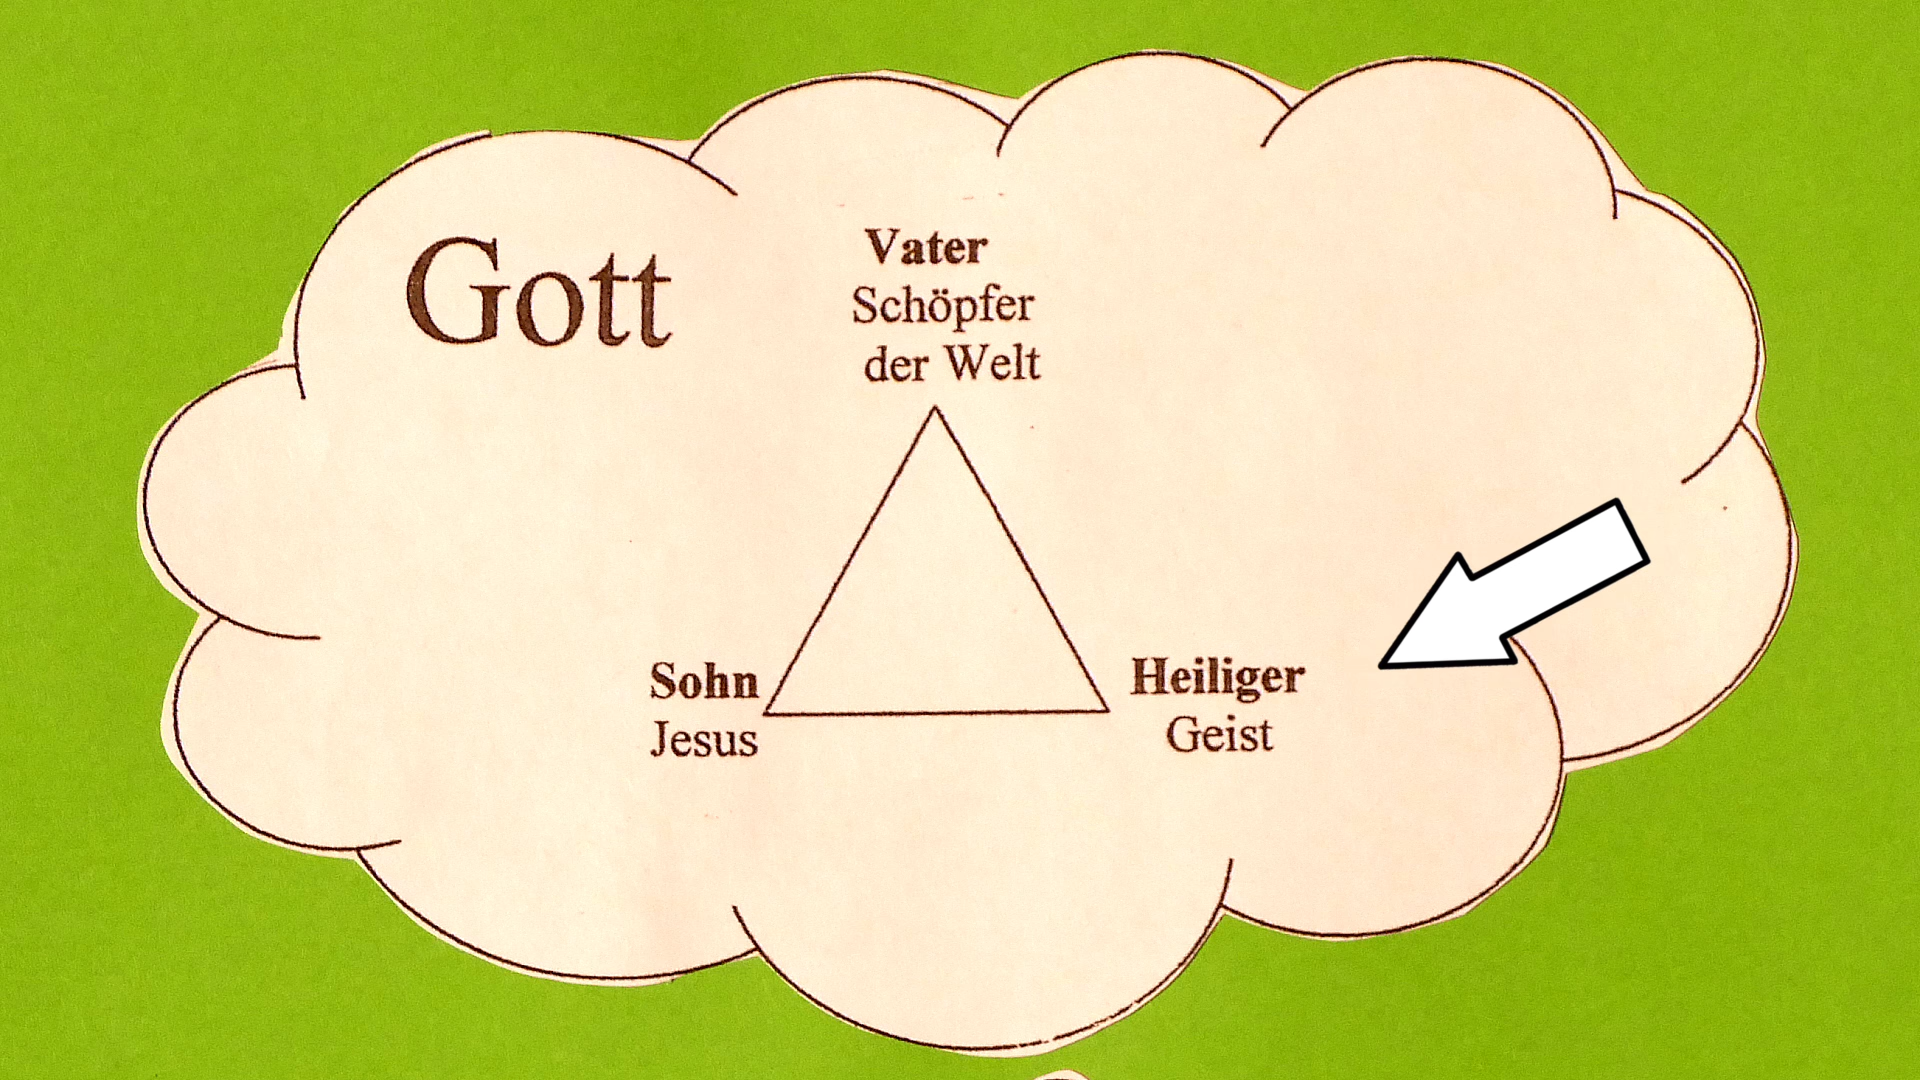 Gott
Vater
Schöpfer
der Welt
Sohn
Jesus
Heiliger
Geist